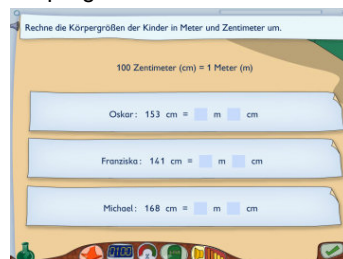 Rechne die Körpergrößen der Kinder in Meter und Zentimeter um.
100 Zentimeter (cm) = 1 Meter (m)
Oskar: 153 cm = m cm
Franziska: 141 cm = m cm
Michael: 168 cm = m cm
0100